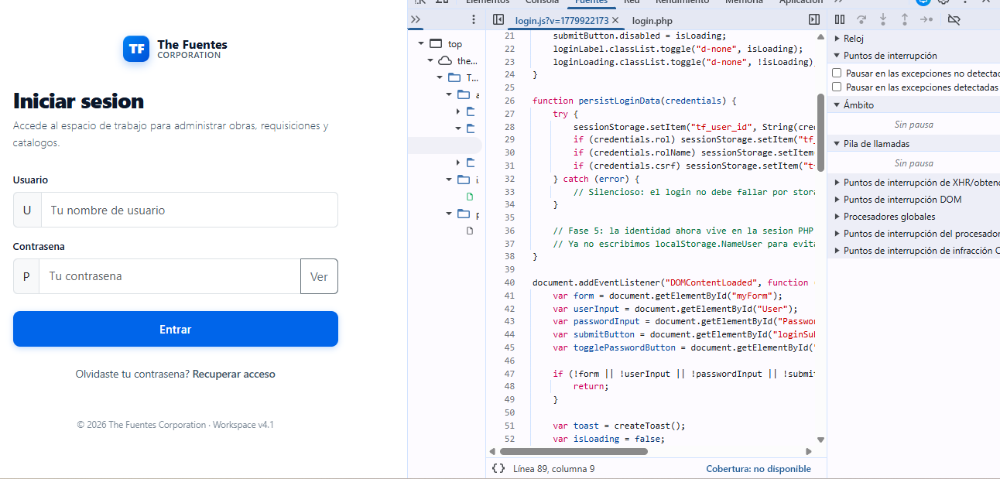 TF
The Fuentes
CORPORATION
Iniciar sesion
Accede al espacio de trabajo para administrar obras, requisiciones y
catalogos.
Usuario
U Tu nombre de usuario
Contrasena
P Tu contrasena Ver
Entrar
Olvidaste tu contrasena? Recuperar acceso
© 2026 The Fuentes Corporation · Workspace v4.1
Elementos Consola Fuentes Red Rendimiento Memoria Aplicación
login.js?v=1779922173 login.php
top
the...
T...
a
i.
p
21 submitButton.disabled = isLoading;
22 loginLabel.classList.toggle("d-none", isLoading);
23 loginLoading.classList.toggle("d-none", !isLoading)
24 }
25
26 function persistLoginData(credentials) {
27 try {
28 sessionStorage.setItem("tf_user_id", String(cre
29 if (credentials.rol) sessionStorage.setItem("tf_
30 if (credentials.rolName) sessionStorage.setItem
31 if (credentials.csrf) sessionStorage.setItem("t
32 } catch (error) {
33 // Silencioso: el login no debe fallar por stora
34 }
35
36 // Fase 5: la identidad ahora vive en la sesion PHP
37 // Ya no escribimos localStorage.NameUser para evita
38 }
39
40 document.addEventListener("DOMContentLoaded", function (
41 var form = document.getElementById("myForm");
42 var userInput = document.getElementById("User");
43 var passwordInput = document.getElementById("Passwor
44 var submitButton = document.getElementById("loginSub
45 var togglePasswordButton = document.getElementById("
46
47 if (!form || !userInput || !passwordInput || !submit
48 return;
49 }
50
51 var toast = createToast();
52 var isLoading = false;
{} Línea 89, columna 9 Cobertura: no disponible
Reloj
Puntos de interrupción
Pausar en las excepciones no detectad
Pausar en las excepciones detectadas
Ámbito
Sin pausa
Pila de llamadas
Sin pausa
Puntos de interrupción de XHR/obtenc
Puntos de interrupción DOM
Procesadores globales
Puntos de interrupción del procesador
Puntos de interrupción de infracción C